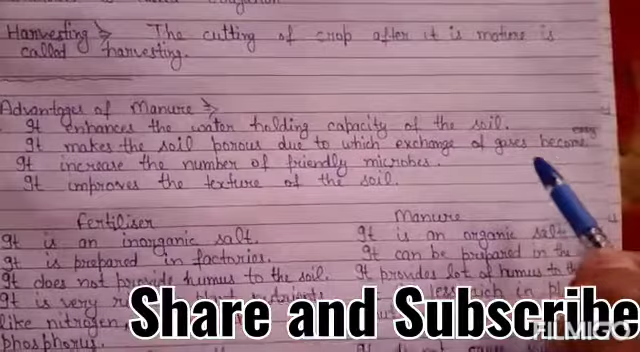 Harvesting ⇒ The cutting of crop after it is mature is
called harvesting.
Advantages of Manure ⇒
It enhances the water holding capacity of the soil.
It makes the soil porous due to which exchange of gases become easy
It increase the number of friendly microbes.
It improves the texture of the soil.
Fertiliser
It is an inorganic salt.
It is prepared in factories.
It does not provide humus to the soil.
It is very
like nitrogen,
phosphorus.
Manure
It is an organic salt
It can be prepared in the
It provides lot of humus to
less rich in
Share and Subscribe
FILMIGO